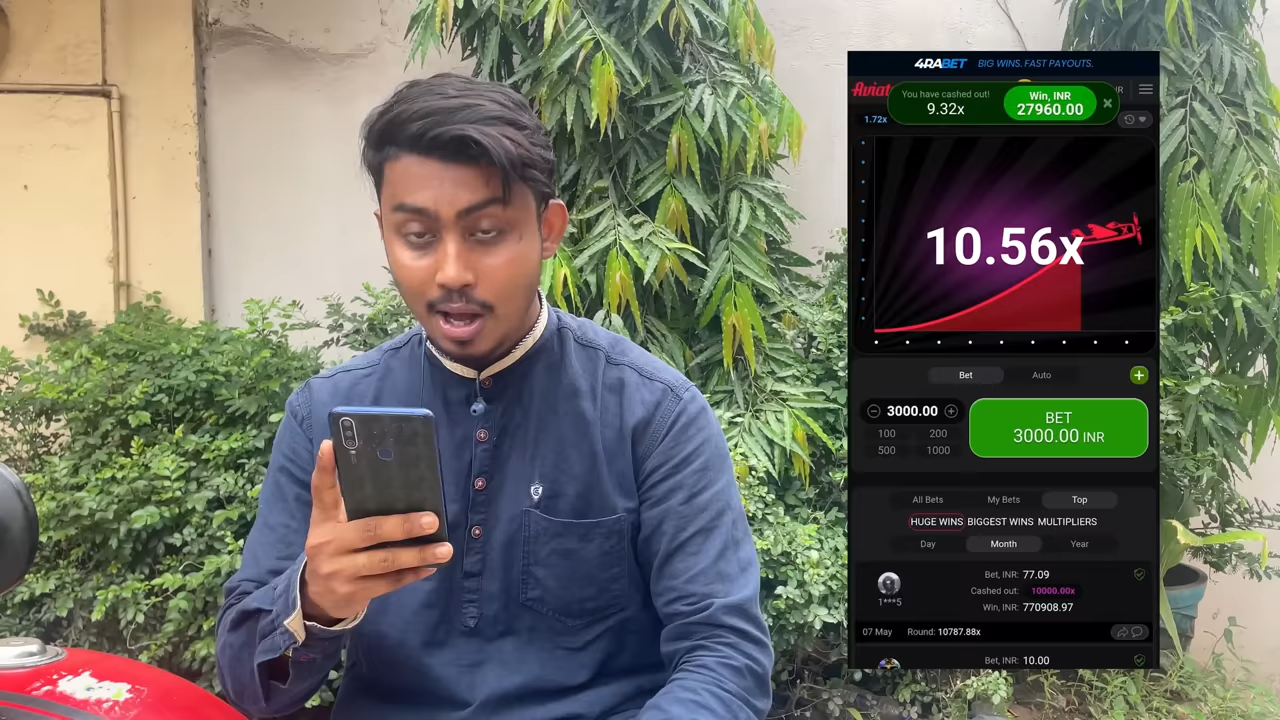 4RABET BIG WINS. FAST PAYOUTS.
You have cashed out!
9.32x
Win, INR
27960.00
1.72x
10.56x
Bet Auto
3000.00
100 200
500 1000
BET
3000.00 INR
All Bets My Bets Top
HUGE WINS BIGGEST WINS MULTIPLIERS
Day Month Year
1***5
Bet, INR: 77.09
Cashed out: 10000.00x
Win, INR: 770908.97
07 May Round: 10787.88x
Bet, INR: 10.00